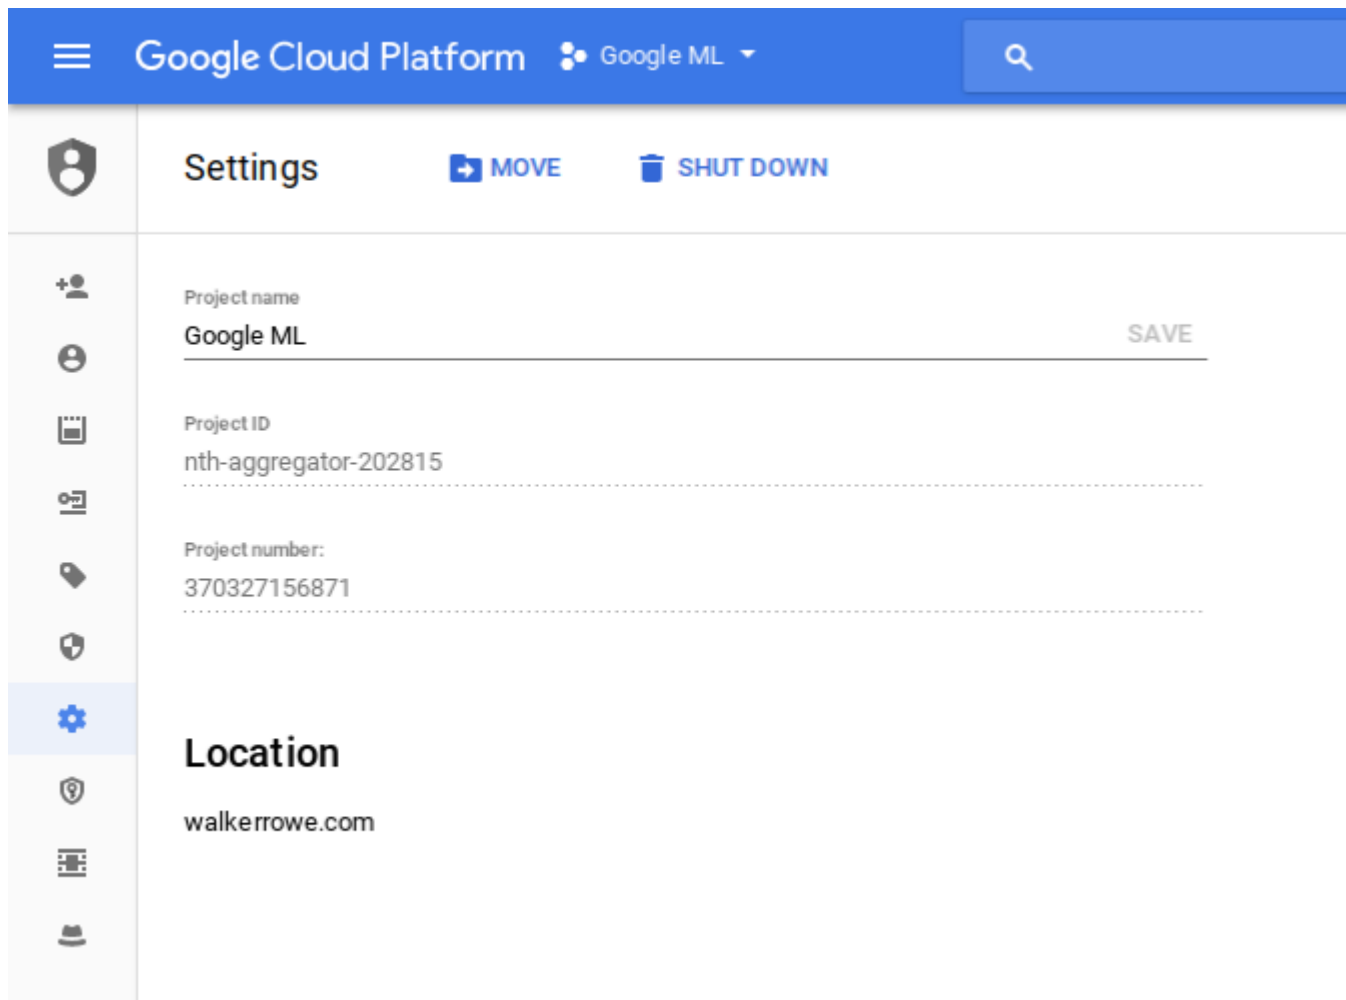 Google Cloud Platform Google ML
Settings MOVE SHUT DOWN
Project name
Google ML SAVE
Project ID
nth-aggregator-202815
Project number:
370327156871
Location
walkerrowe.com